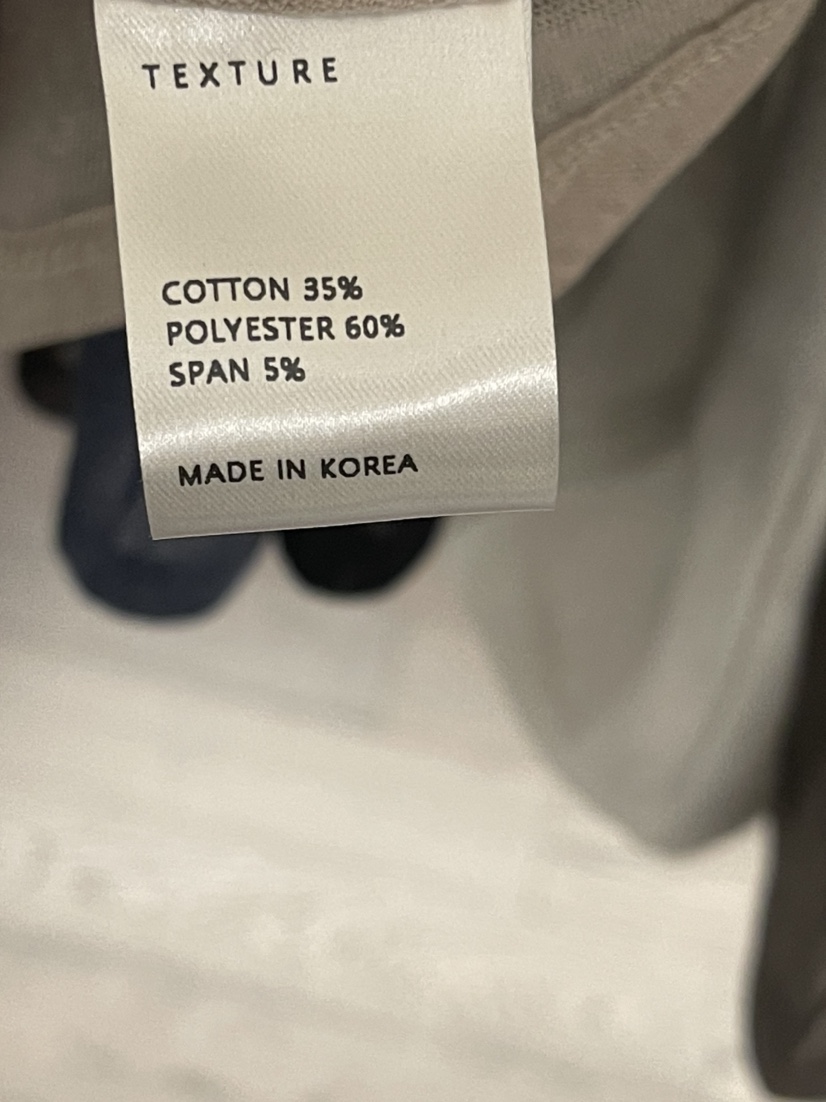 TEXTURE
COTTON 35%
POLYESTER 60%
SPAN 5%
MADE IN KOREA